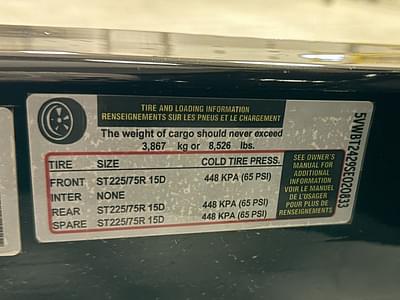 TIRE AND LOADING INFORMATION
RENSEIGNEMENTS SUR LES PNEUS ET LE CHARGEMENT
The weight of cargo should never exceed
3,867 kg or 8,526 lbs.
TIRE SIZE COLD TIRE PRESS.
FRONT ST225/75R 15D 448 KPA (65 PSI)
INTER NONE
REAR ST225/75R 15D 448 KPA (65 PSI)
SPARE ST225/75R 15D 448 KPA (65 PSI)
SEE OWNER'S
MANUAL FOR
ADDITIONAL
INFORMATION
VOIR LE MANUEL
DE L'USAGER
POUR PLUS DE
RENSEIGNEMENTS